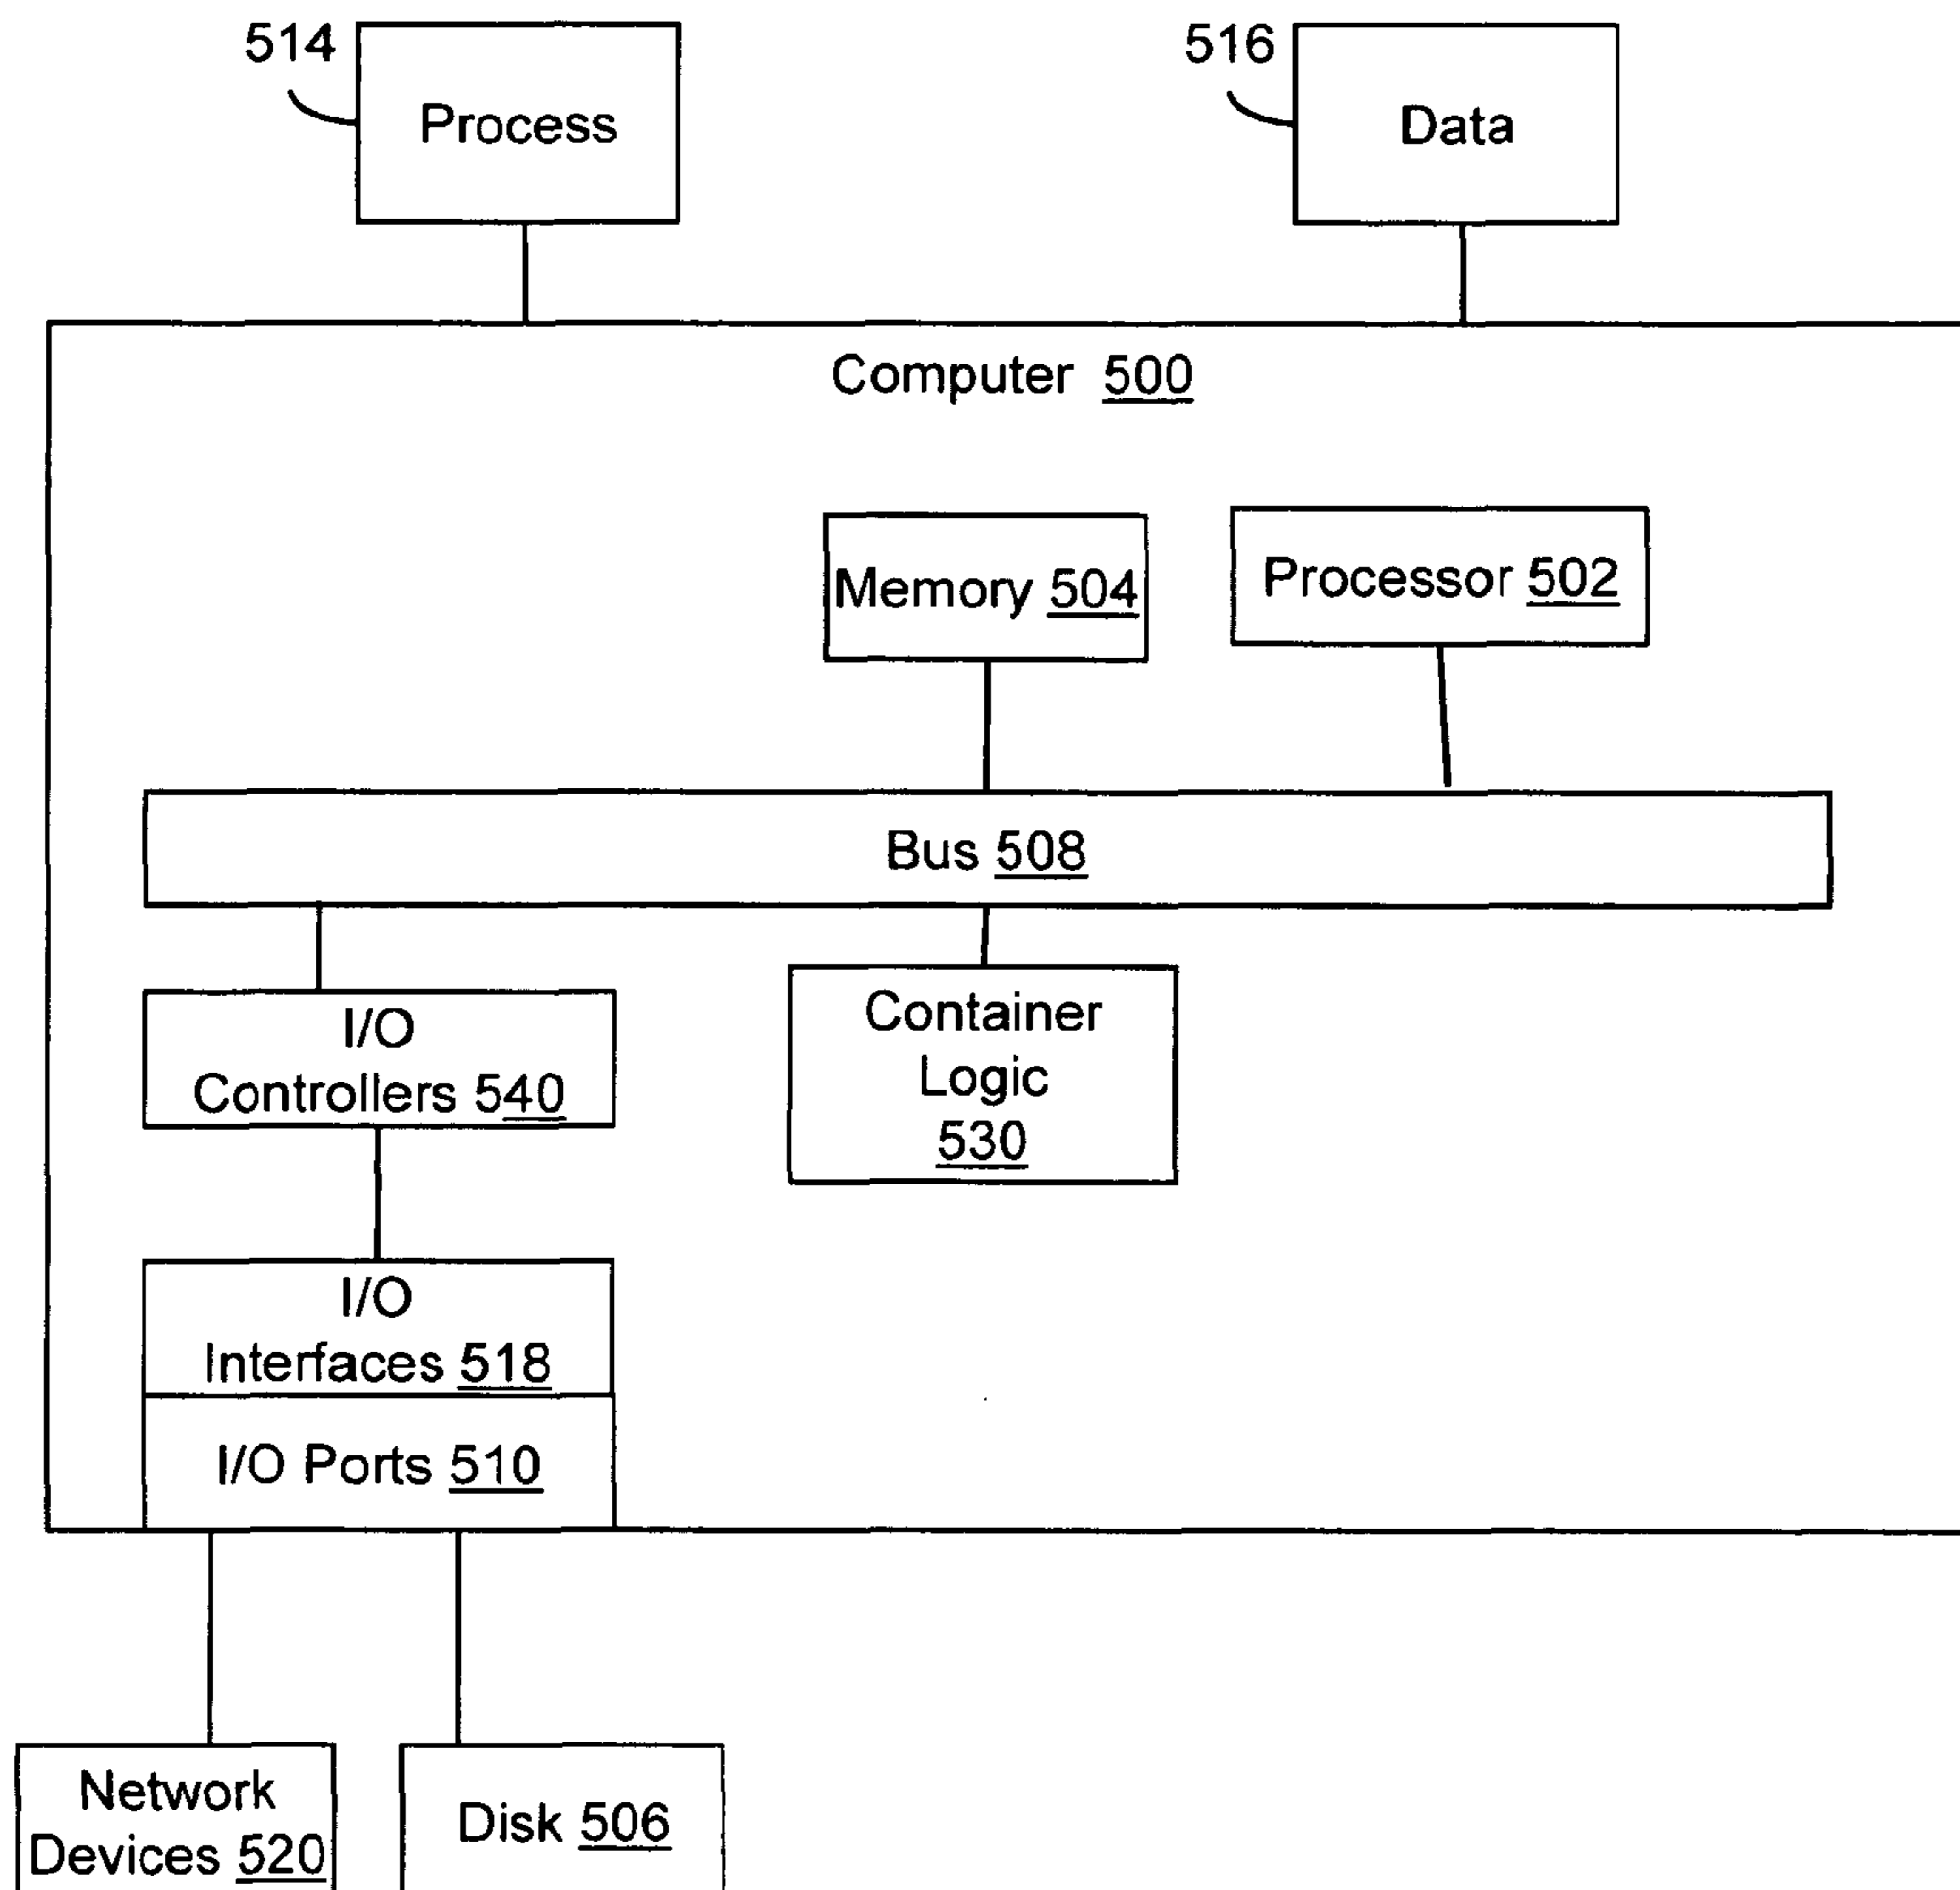 514
Process
516
Data
Computer 500
Memory 504
Processor 502
Bus 508
I/O
Controllers 540
Container
Logic
530
I/O
Interfaces 518
I/O Ports 510
Network
Devices 520
Disk 506